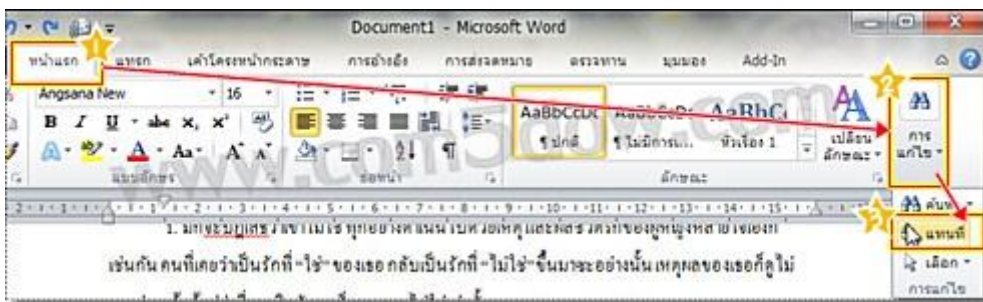 Document1 - Microsoft Word
1
หน้าแรก แทรก เค้าโครงหน้ากระดาษ การอ้างอิง การส่งจดหมาย ตรวจทาน มุมมอง Add-In
2
Angsana New 16
AaBbCcDc AaBbCcDc AaBbC
B I U abe x, x²
¶ ปกติ ¶ ไม่มีการเ... หัวเรื่อง 1 เปลี่ยน
ลักษณะ
การ
แก้ไข
A Aa A A
แบบอักษร ย่อหน้า ลักษณะ
www.com5dow.com
3
ค้นหา
แทนที่
เลือก
การแก้ไข
เช่นกัน คนที่เคยว่าเป็นรักที่ "ใช่" ของเธอ กลับเป็นรักที่ "ไม่ใช่" ขึ้นมาซะอย่างนั้น เหตุผลของเธอก็ดูไม่